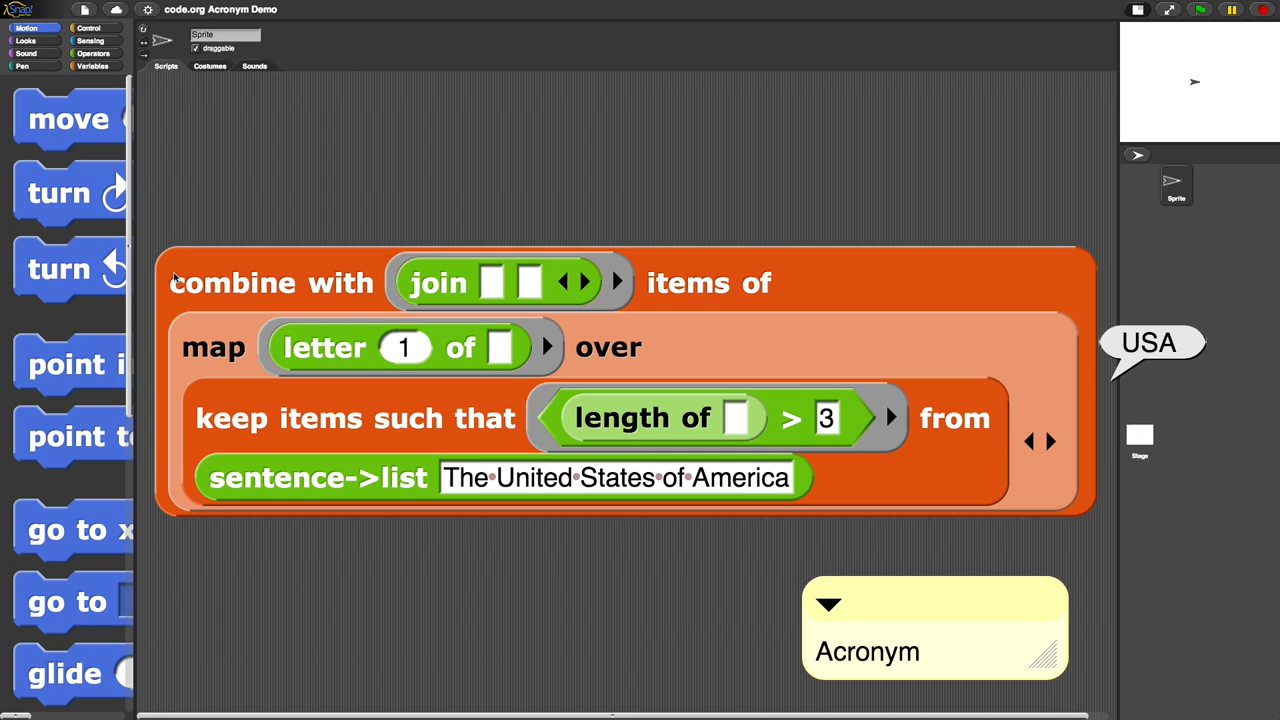 Snap!
code.org Acronym Demo
Motion
Control
Looks
Sensing
Sound
Operators
Pen
Variables
Sprite
draggable
Scripts
Costumes
Sounds
move
turn
turn
point i
point to
go to x
go to
glide
combine with join items of
map letter 1 of over
keep items such that length of > 3 from
sentence->list The•United•States•of•America
USA
Acronym
Sprite
Stage